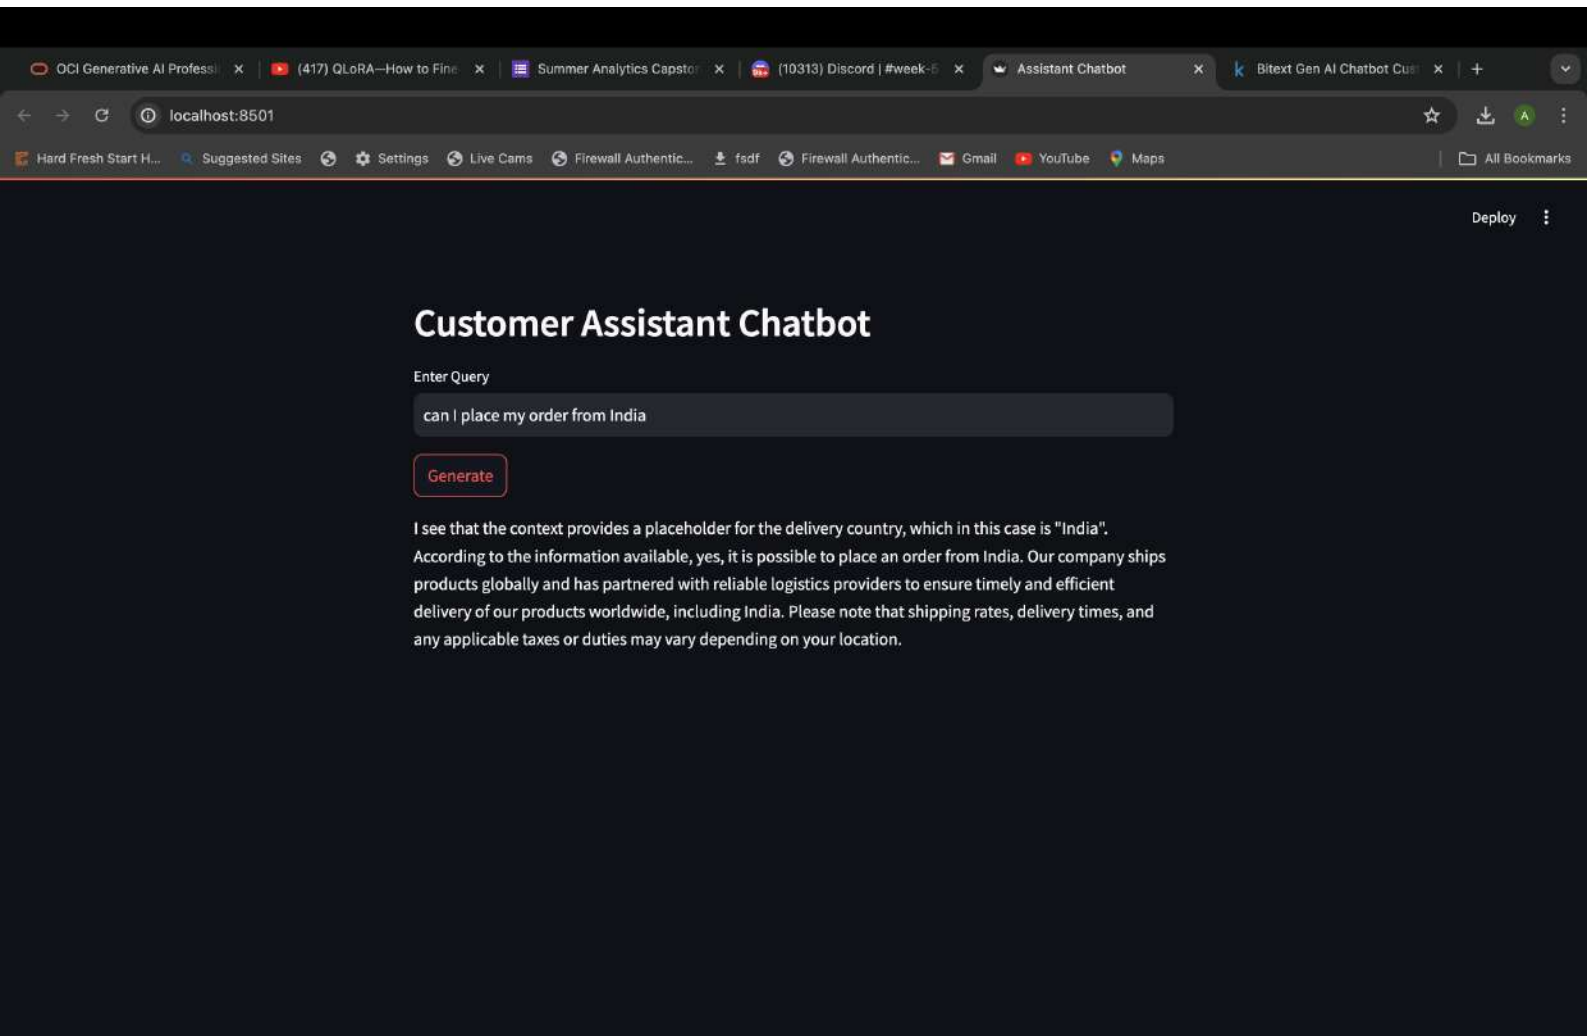 OCI Generative AI Professi
(417) QLoRA—How to Fine
Summer Analytics Capsto
(10313) Discord | #week-6
Assistant Chatbot
Bitext Gen AI Chatbot Cus
localhost:8501
A
Hard Fresh Start H...
Suggested Sites
Settings
Live Cams
Firewall Authentic...
fsdf
Firewall Authentic...
Gmail
YouTube
Maps
All Bookmarks
Deploy
Customer Assistant Chatbot
Enter Query
can I place my order from India
Generate
I see that the context provides a placeholder for the delivery country, which in this case is "India".
According to the information available, yes, it is possible to place an order from India. Our company ships
products globally and has partnered with reliable logistics providers to ensure timely and efficient
delivery of our products worldwide, including India. Please note that shipping rates, delivery times, and
any applicable taxes or duties may vary depending on your location.